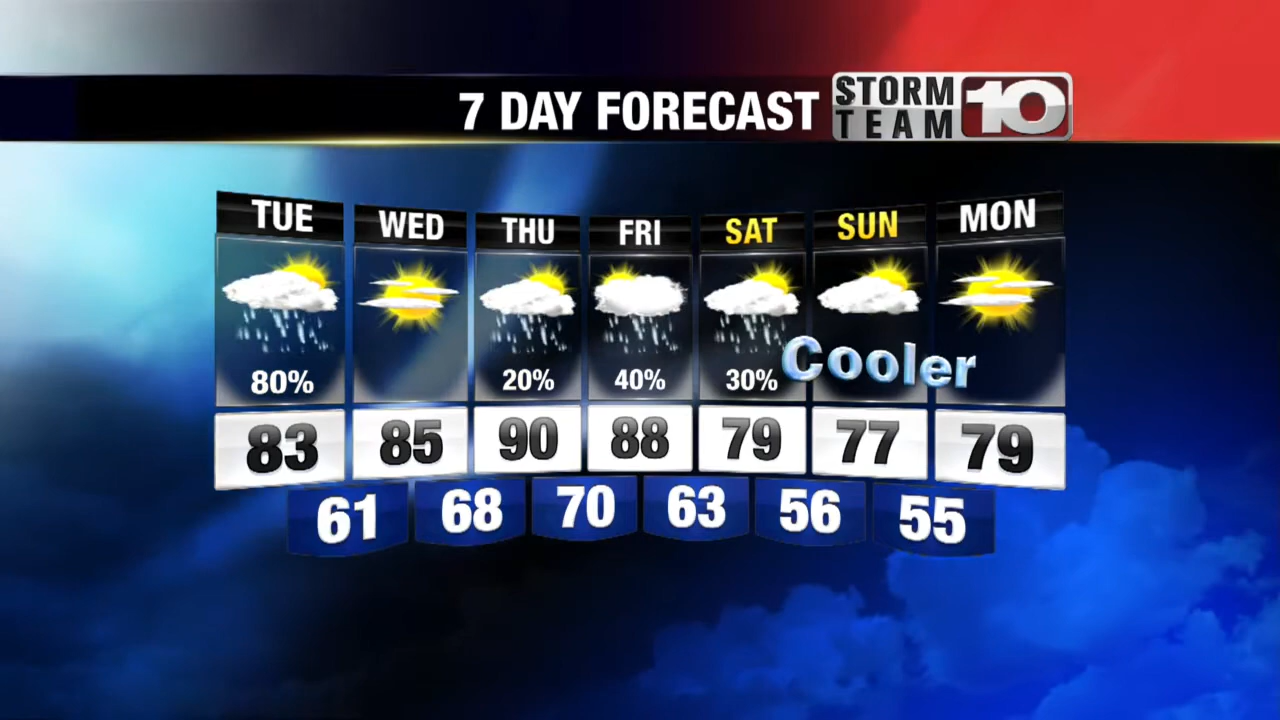 7 DAY FORECAST STORM TEAM 10
TUE WED THU FRI SAT SUN MON
80% 20% 40% 30% Cooler
83 85 90 88 79 77 79
61 68 70 63 56 55